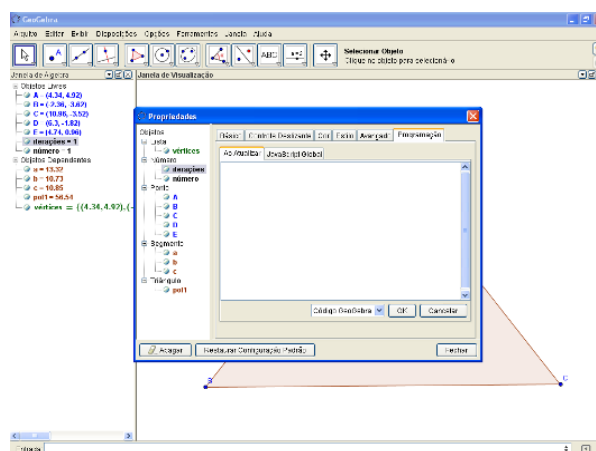 GeoGebra
Arquivo Editar Exibir Disposições Opções Ferramentas Janela Ajuda
ABC
Selecionar Objeto
Clique no objeto para selecioná-lo
Janela de Álgebra
Janela de Visualização
Objetos Livres
A = (4.34, 4.92)
B = (-2.36, -3.62)
C = (10.96, -3.52)
D = (6.3, -1.82)
E = (4.74, 0.96)
iterações = 1
número = 1
Objetos Dependentes
a = 13.32
b = 10.73
c = 10.85
pol1 = 56.54
vértices = {(4.34, 4.92), (-
Propriedades
Objetos
Lista
vértices
número
iterações
número
Ponto
A
B
C
D
E
Segmento
a
b
c
Triângulo
pol1
Básico Controle Deslizante Cor Estilo Avançado Programação
Ao Atualizar JavaScript Global
Código GeoGebra OK Cancelar
Apagar Restaurar Configuração Padrão Fechar
B
C
Entrada: